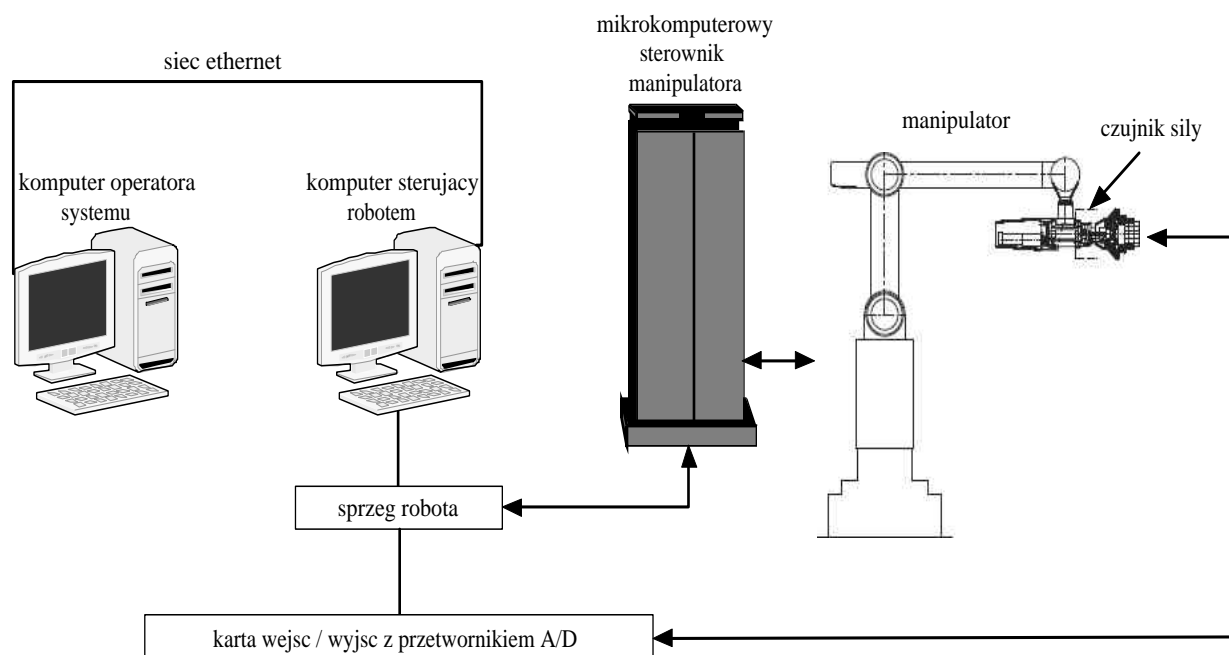 mikrokomputerowy
sterownik
manipulatora
siec ethernet
manipulator
czujnik sily
komputer operatora
systemu
komputer sterujacy
robotem
sprzeg robota
karta wejsc / wyjsc z przetwornikiem A/D